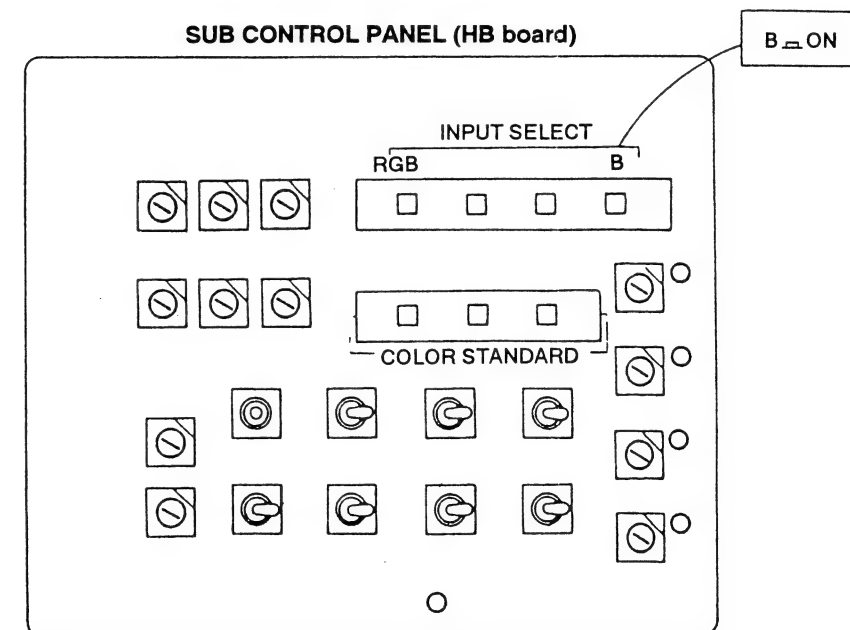 SUB CONTROL PANEL (HB board)
B ON
INPUT SELECT
RGB B
COLOR STANDARD